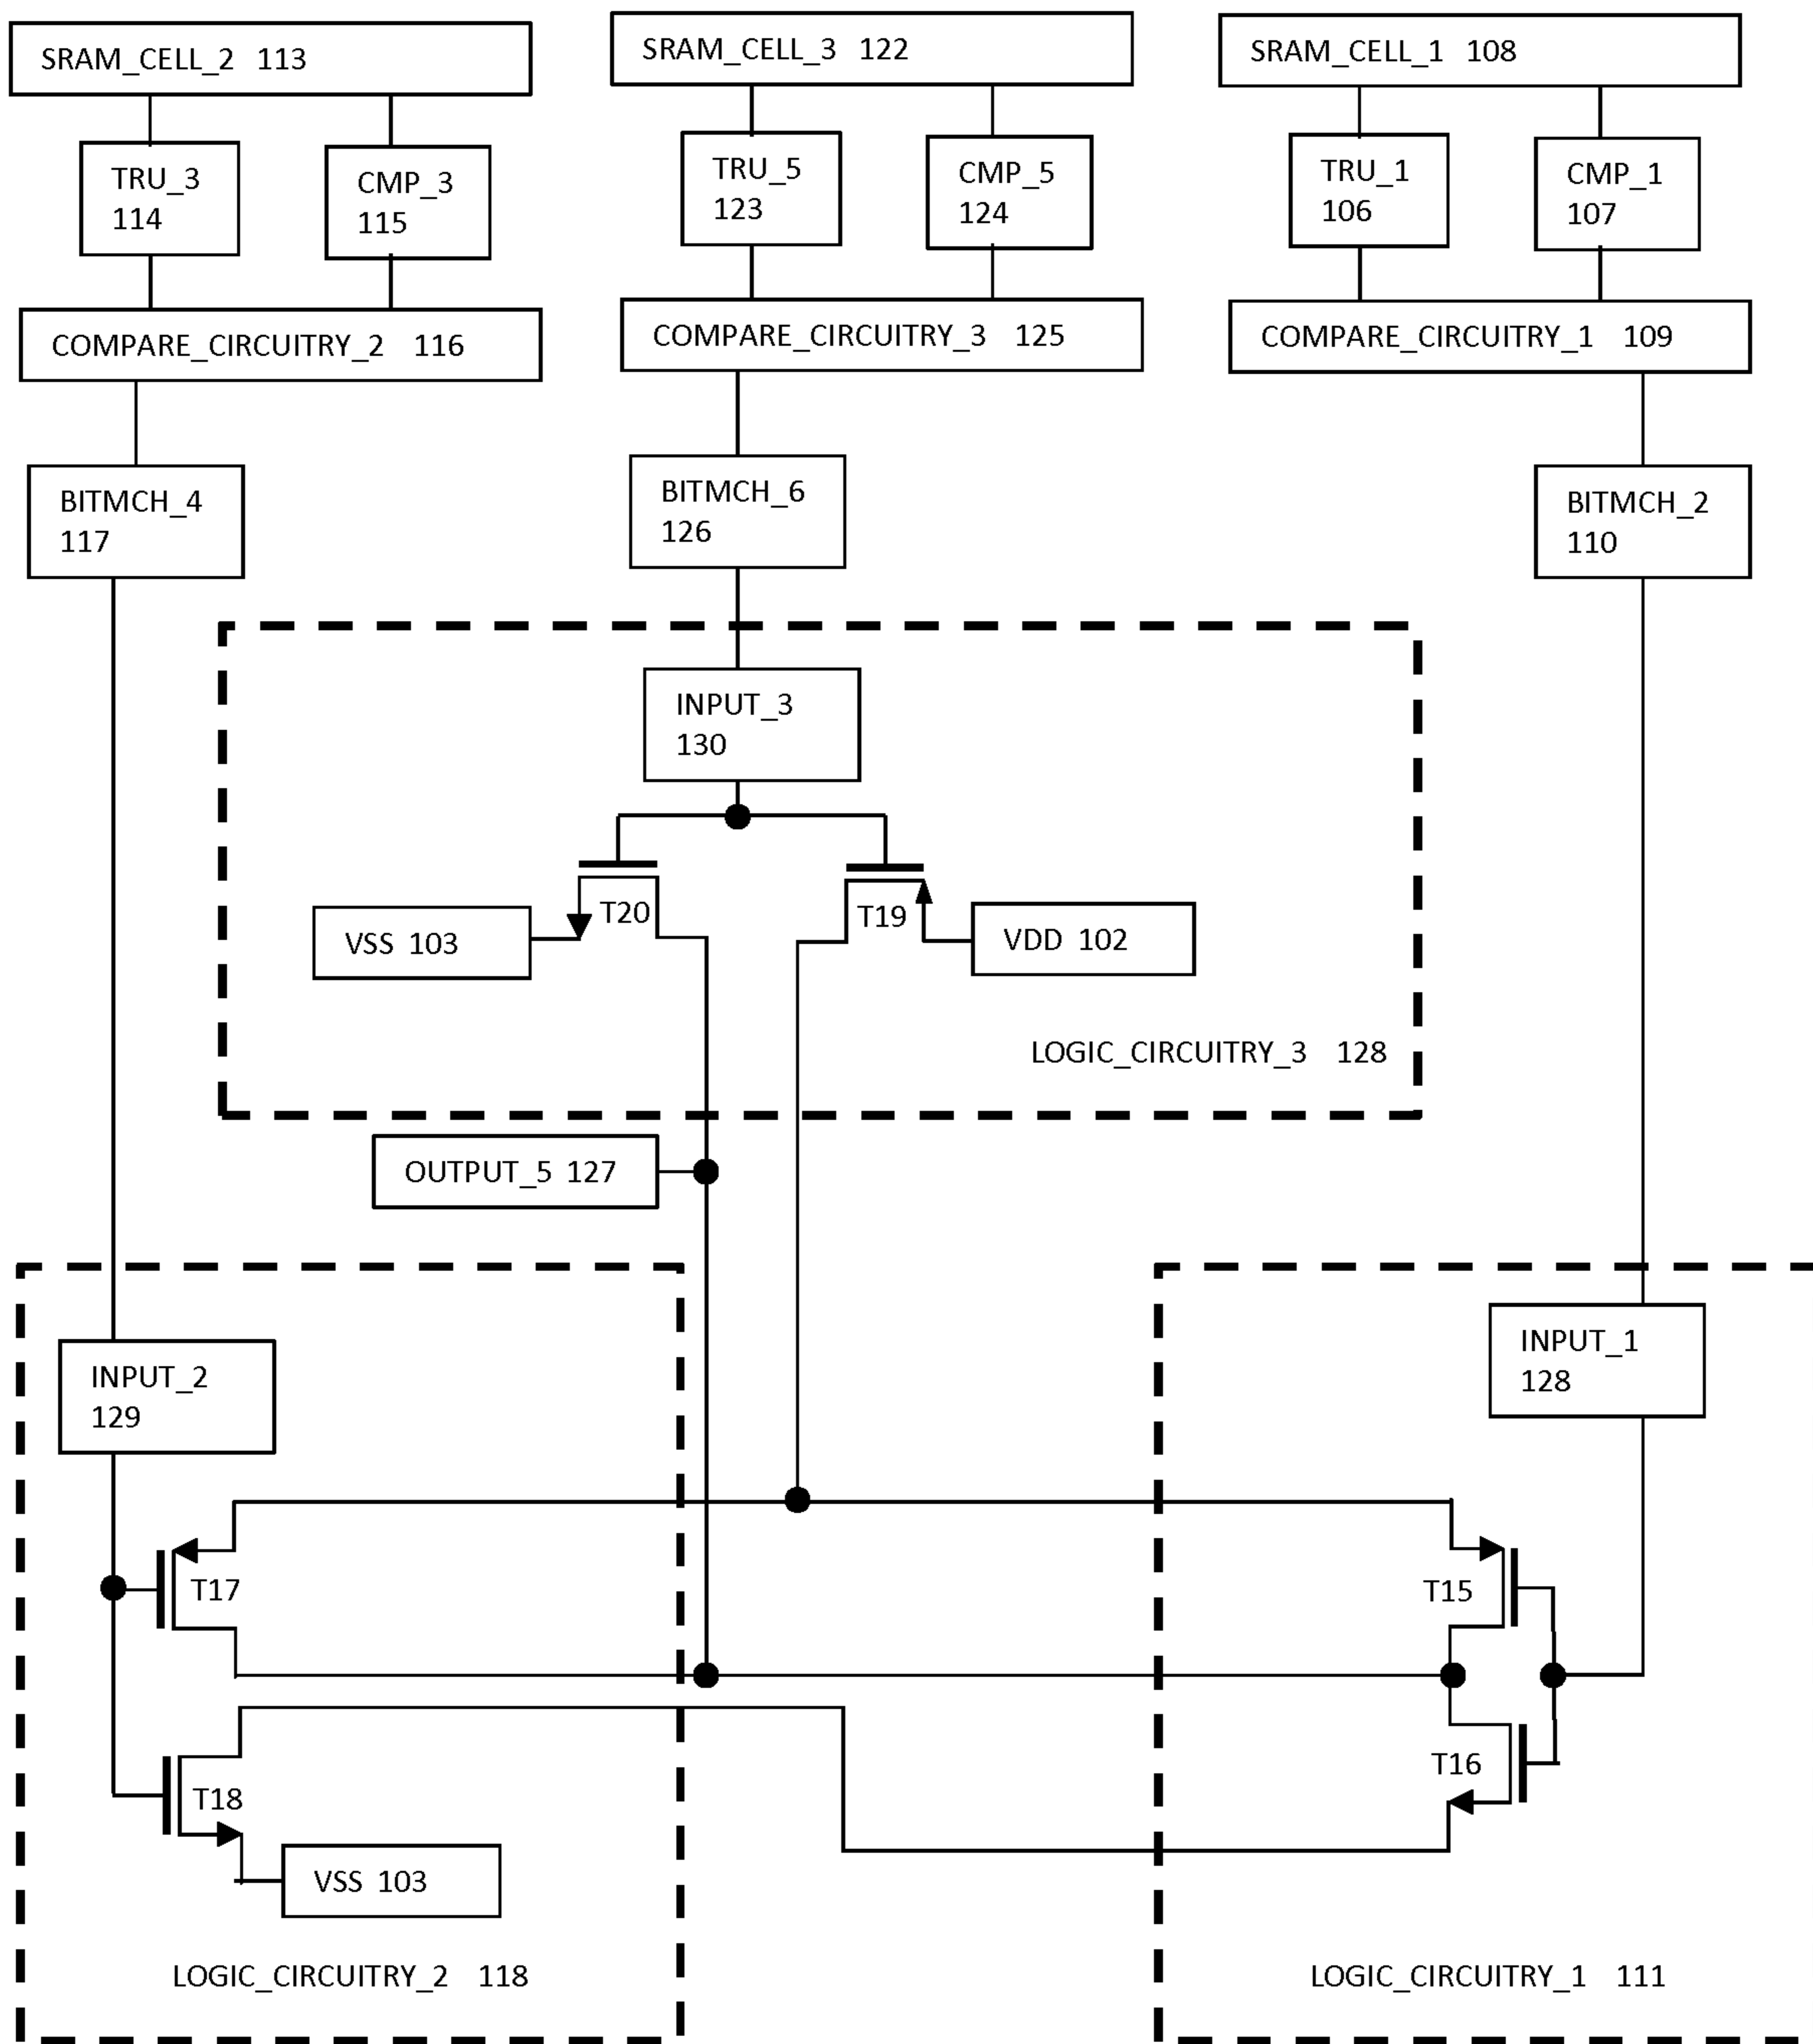 SRAM_CELL_2 113
SRAM_CELL_3 122
SRAM_CELL_1 108
TRU_3
114
CMP_3
115
TRU_5
123
CMP_5
124
TRU_1
106
CMP_1
107
COMPARE_CIRCUITRY_2 116
COMPARE_CIRCUITRY_3 125
COMPARE_CIRCUITRY_1 109
BITMCH_4
117
BITMCH_6
126
BITMCH_2
110
INPUT_3
130
T20
T19
VSS 103
VDD 102
LOGIC_CIRCUITRY_3 128
OUTPUT_5 127
INPUT_2
129
INPUT_1
128
T17
T15
T18
T16
VSS 103
LOGIC_CIRCUITRY_2 118
LOGIC_CIRCUITRY_1 111